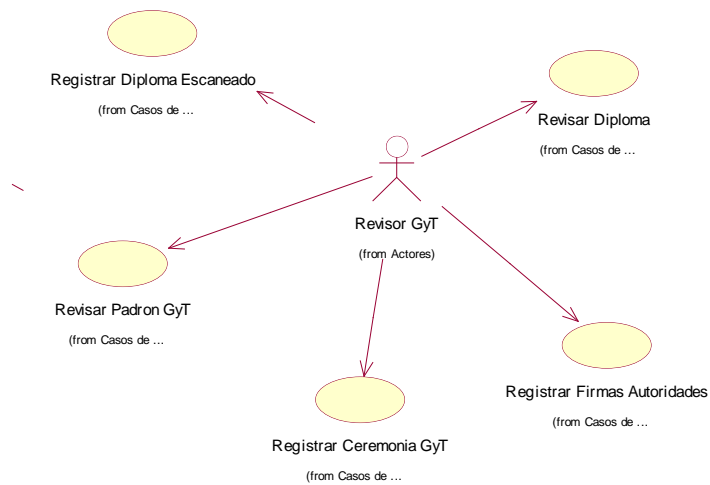 Registrar Diploma Escaneado
(from Casos de ...
Revisar Diploma
(from Casos de ...
Revisor GyT
(from Actores)
Revisar Padron GyT
(from Casos de ...
Registrar Firmas Autoridades
(from Casos de ...
Registrar Ceremonia GyT
(from Casos de ...